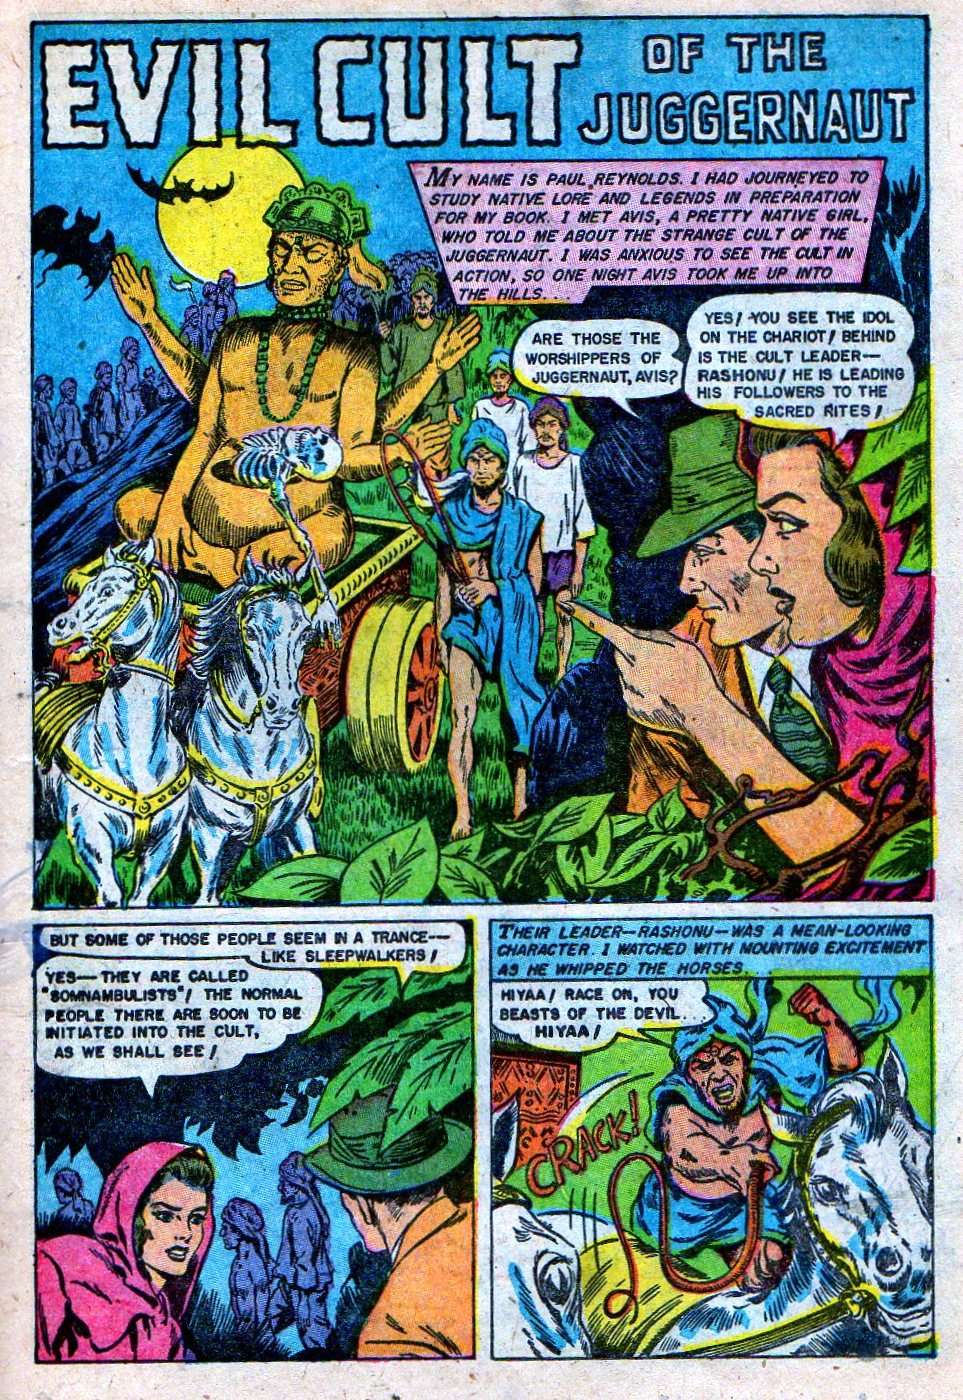 EVIL CULT OF THE
JUGGERNAUT
MY NAME IS PAUL REYNOLDS. I HAD JOURNEYED TO
STUDY NATIVE LORE AND LEGENDS IN PREPARATION
FOR MY BOOK. I MET AVIS, A PRETTY NATIVE GIRL,
WHO TOLD ME ABOUT THE STRANGE CULT OF THE
JUGGERNAUT. I WAS ANXIOUS TO SEE THE CULT IN
ACTION, SO ONE NIGHT AVIS TOOK ME UP INTO
THE HILLS....
ARE THOSE THE
WORSHIPPERS OF
JUGGERNAUT, AVIS?
YES! YOU SEE THE IDOL
ON THE CHARIOT! BEHIND
IS THE CULT LEADER—
RASHONU! HE IS LEADING
HIS FOLLOWERS TO THE
SACRED RITES!
BUT SOME OF THOSE PEOPLE SEEM IN A TRANCE—
LIKE SLEEPWALKERS!
YES—THEY ARE CALLED
"SOMNAMBULISTS"! THE NORMAL
PEOPLE THERE ARE SOON TO BE
INITIATED INTO THE CULT,
AS WE SHALL SEE!
THEIR LEADER—RASHONU—WAS A MEAN-LOOKING
CHARACTER. I WATCHED WITH MOUNTING EXCITEMENT
AS HE WHIPPED THE HORSES...
HIYAA! RACE ON, YOU
BEASTS OF THE DEVIL...
HIYAA!
CRACK!